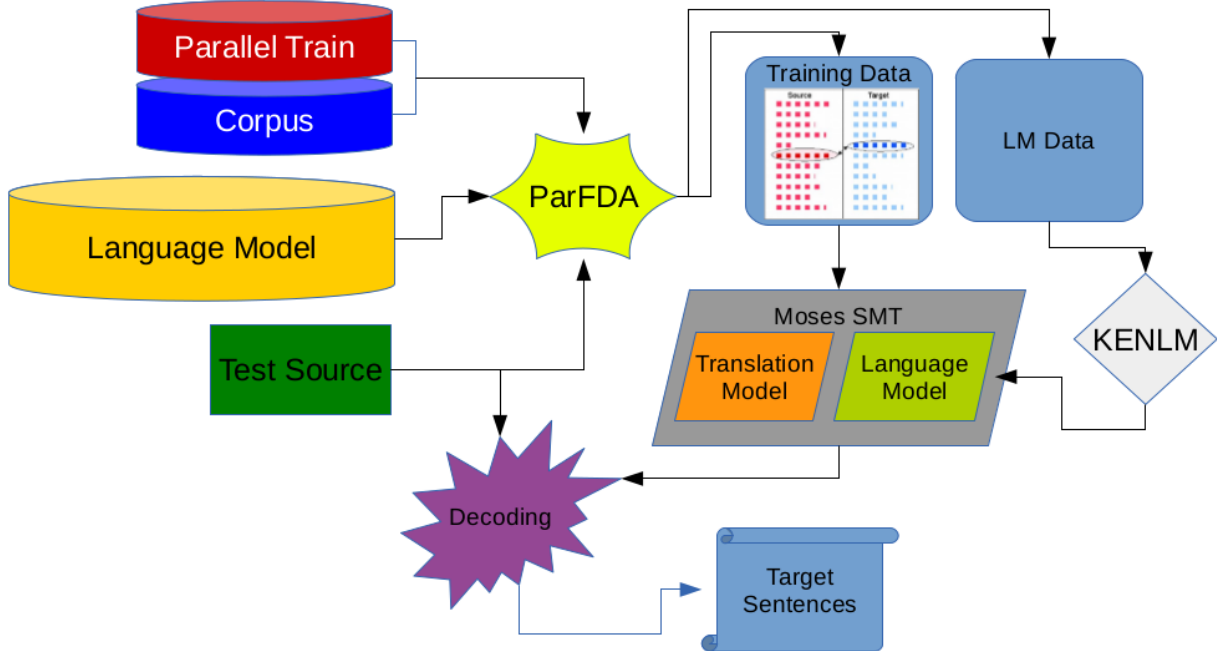 Parallel Train
Corpus
Language Model
Test Source
ParFDA
Training Data
Source Target
LM Data
Moses SMT
Translation
Model
Language
Model
KENLM
Decoding
Target
Sentences